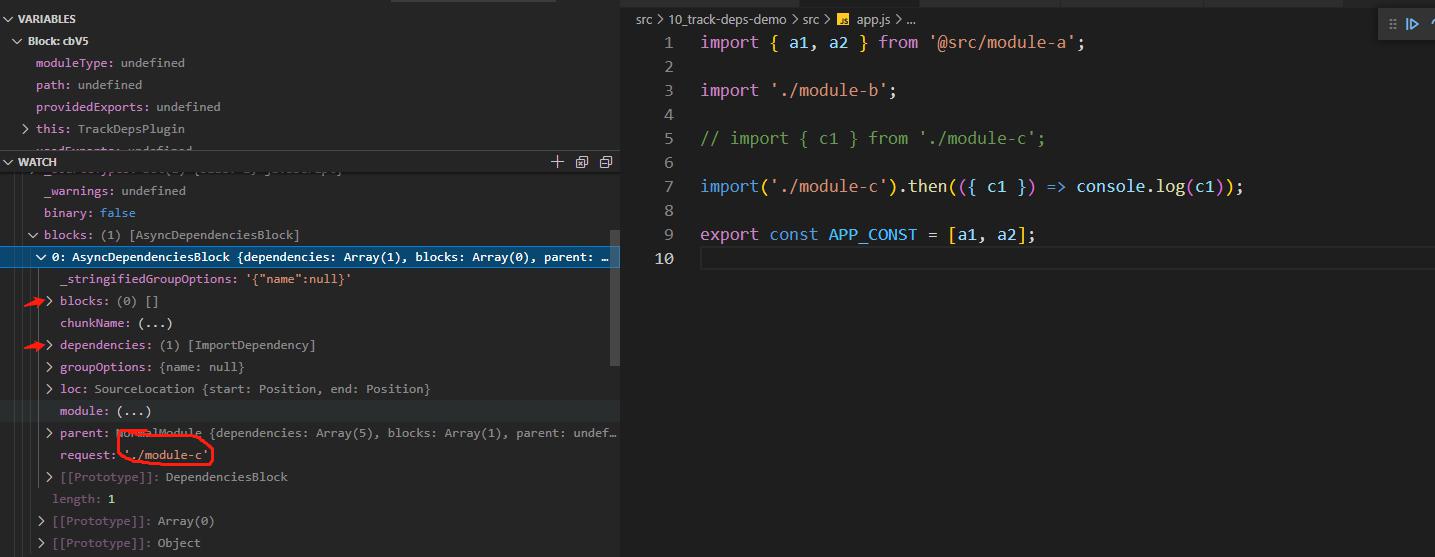 VARIABLES
Block: cbV5
moduleType: undefined
path: undefined
providedExports: undefined
this: TrackDepsPlugin
WATCH
_warnings: undefined
binary: false
blocks: (1) [AsyncDependenciesBlock]
0: AsyncDependenciesBlock {dependencies: Array(1), blocks: Array(0), parent: …
_stringifiedGroupOptions: '{"name":null}'
blocks: (0) []
chunkName: (...)
dependencies: (1) [ImportDependency]
groupOptions: {name: null}
loc: SourceLocation {start: Position, end: Position}
module: (...)
parent: NormalModule {dependencies: Array(5), blocks: Array(1), parent: undef…
request: './module-c'
[[Prototype]]: DependenciesBlock
length: 1
[[Prototype]]: Array(0)
[[Prototype]]: Object
src > 10_track-deps-demo > src > JS app.js > ...
1 import { a1, a2 } from '@src/module-a';
2
3 import './module-b';
4
5 // import { c1 } from './module-c';
6
7 import('./module-c').then(({ c1 }) => console.log(c1));
8
9 export const APP_CONST = [a1, a2];
10